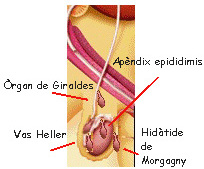 Apèndix epididimis
Òrgan de Giraldes
Vas Heller
Hidàtide
de
Morgagny